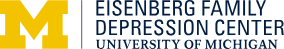 M
EISENBERG FAMILY
DEPRESSION CENTER
UNIVERSITY OF MICHIGAN